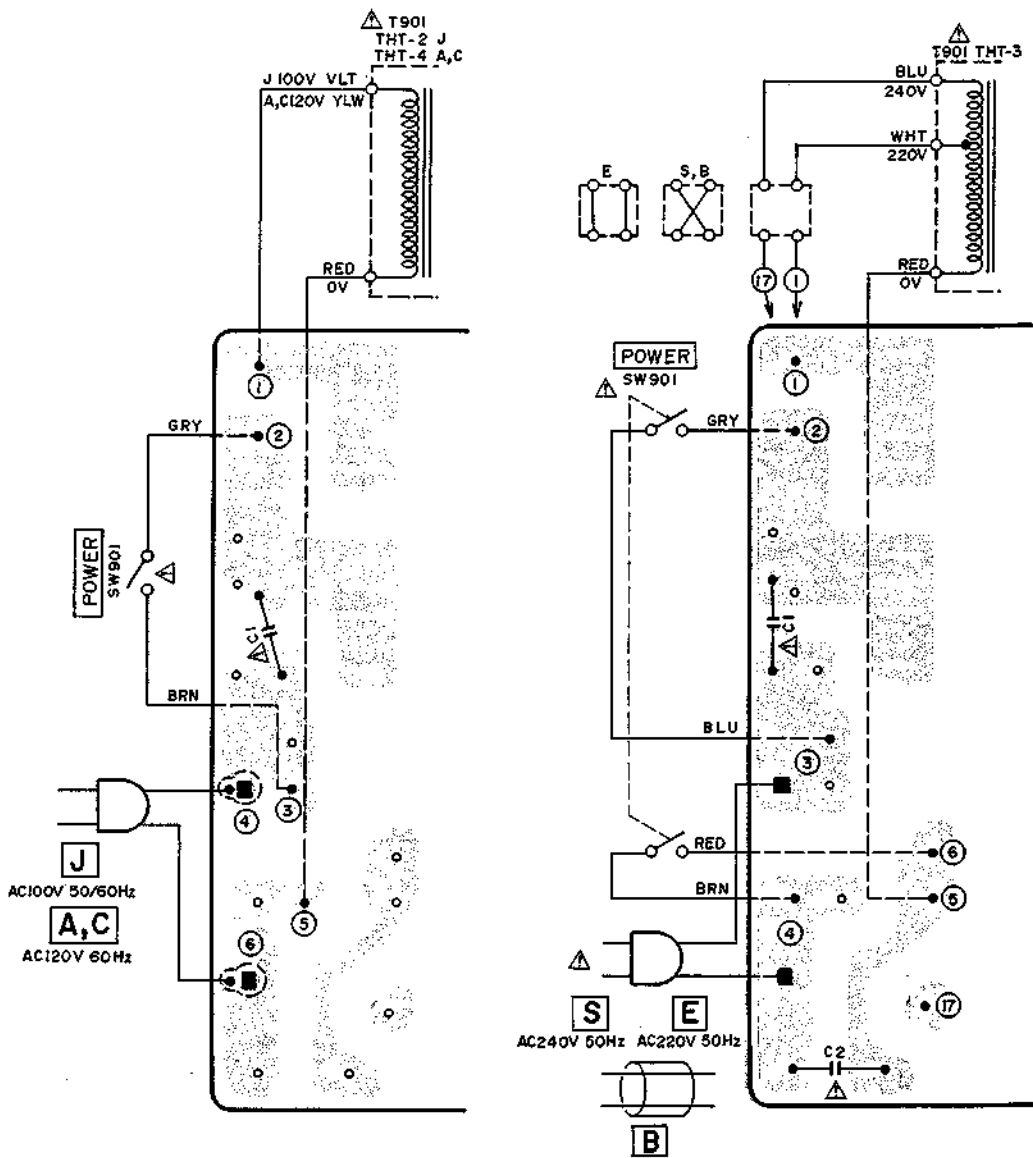 ⚠ T901
THT-2 J
THT-4 A,C
J 100V VLT
A,C120V YLW
RED
0V
①
GRY
②
POWER
SW901
⚠
C1
⚠
BRN
④
③
J
AC100V 50/60Hz
A,C
AC120V 60Hz
⑥
⑤
⚠
T901 THT-3
BLU
240V
WHT
220V
E
S,B
RED
0V
⑰
①
POWER
⚠ SW901
①
GRY
②
C1
⚠
BLU
③
RED
⑥
BRN
⑤
④
⚠
S
E
AC240V 50Hz
AC220V 50Hz
⑰
C2
⚠
B